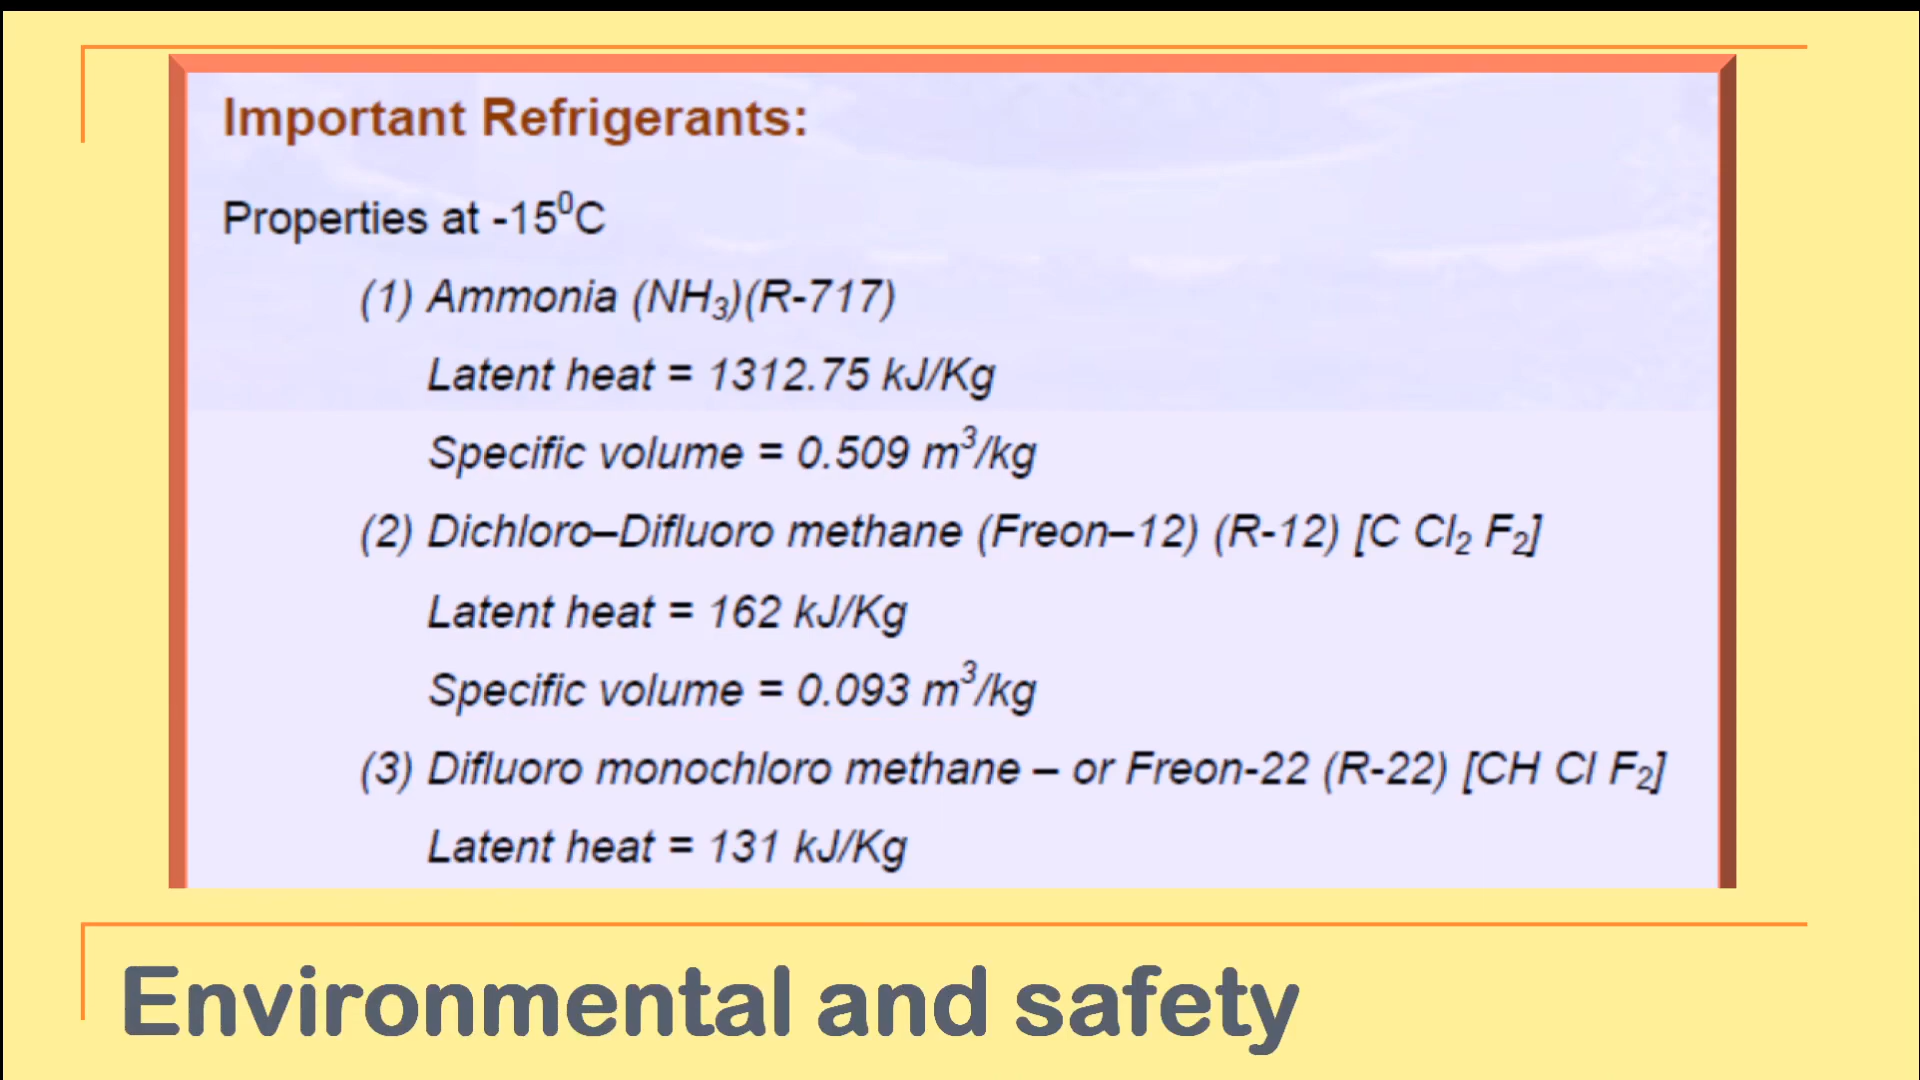 Important Refrigerants:
Properties at -15⁰C
(1) Ammonia (NH₃)(R-717)
Latent heat = 1312.75 kJ/Kg
Specific volume = 0.509 m³/kg
(2) Dichloro–Difluoro methane (Freon–12) (R-12) [C Cl₂ F₂]
Latent heat = 162 kJ/Kg
Specific volume = 0.093 m³/kg
(3) Difluoro monochloro methane – or Freon-22 (R-22) [CH Cl F₂]
Latent heat = 131 kJ/Kg
Environmental and safety